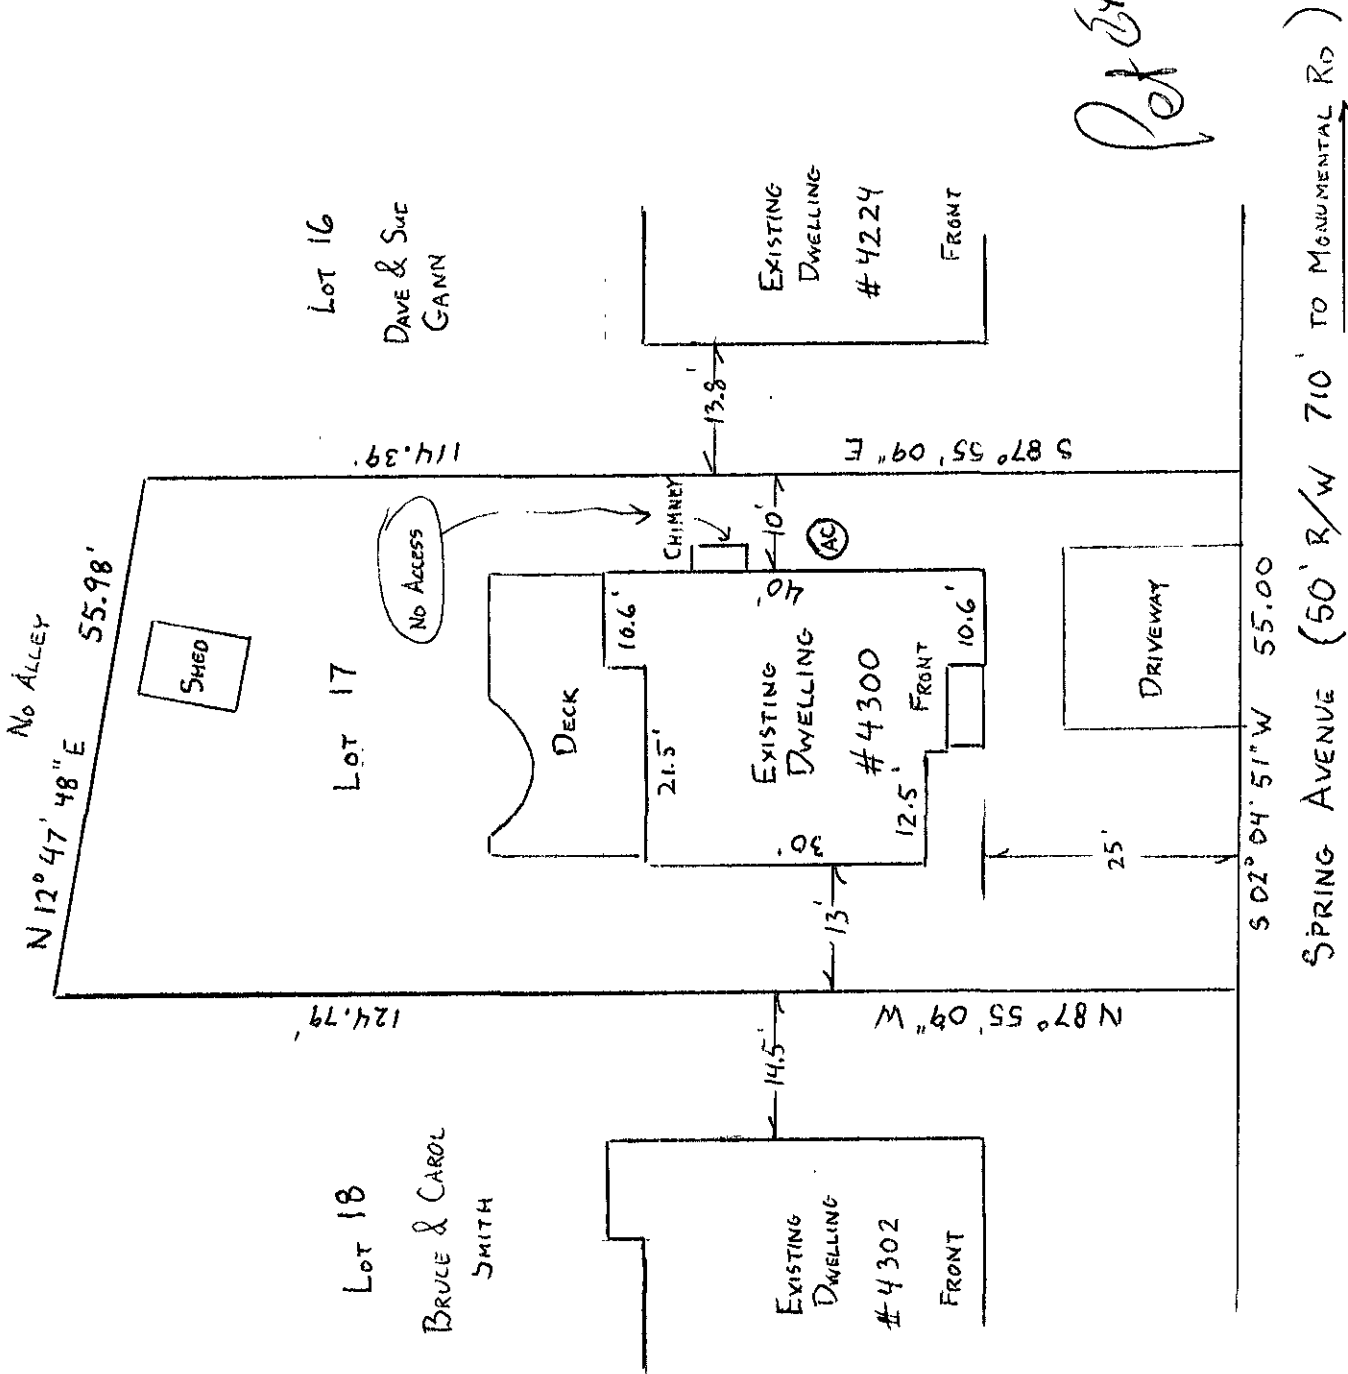 No Alley
N 12° 47' 48" E
55.98'
Shed
Lot 17
No Access
Lot 16
Dave & Sue
Gann
114.39'
S 87° 55' 09" E
Chimney
Deck
10.6'
21.5'
40'
10'
AC
13.8'
Existing
Dwelling
#4224
Front
Existing
Dwelling
#4300
Front
10.6'
12.5'
30'
13'
25'
Driveway
Lot 18
Bruce & Carol
Smith
124.79'
N 87° 55' 09" W
14.5'
Existing
Dwelling
#4302
Front
S 02° 04' 51" W 55.00
Spring Avenue (50' R/W 710' to Monumental Rd)